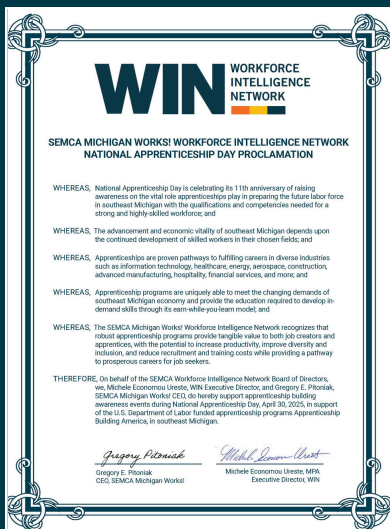 WIN WORKFORCE
INTELLIGENCE
NETWORK
SEMCA MICHIGAN WORKS! WORKFORCE INTELLIGENCE NETWORK
NATIONAL APPRENTICESHIP DAY PROCLAMATION
WHEREAS, National Apprenticeship Day is celebrating its 11th anniversary of raising
awareness on the vital role apprenticeships play in preparing the future labor force
in southeast Michigan with the qualifications and competencies needed for a
strong and highly-skilled workforce; and
WHEREAS, The advancement and economic vitality of southeast Michigan depends upon
the continued development of skilled workers in their chosen fields; and
WHEREAS, Apprenticeships are proven pathways to fulfilling careers in diverse industries
such as information technology, healthcare, energy, aerospace, construction,
advanced manufacturing, hospitality, financial services, and more; and
WHEREAS, Apprenticeship programs are uniquely able to meet the changing demands of
southeast Michigan economy and provide the education required to develop in-
demand skills through its earn-while-you-learn model; and
WHEREAS, The SEMCA Michigan Works! Workforce Intelligence Network recognizes that
robust apprenticeship programs provide tangible value to both job creators and
apprentices, with the potential to increase productivity, improve diversity and
inclusion, and reduce recruitment and training costs while providing a pathway
to prosperous careers for job seekers.
THEREFORE, On behalf of the SEMCA Workforce Intelligence Network Board of Directors,
we, Michele Economou Ureste, WIN Executive Director, and Gregory E. Pitoniak,
SEMCA Michigan Works! CEO, do hereby support apprenticeship building
awareness events during National Apprenticeship Day, April 30, 2025, in support
of the U.S. Department of Labor funded apprenticeship programs Apprenticeship
Building America, in southeast Michigan.
Gregory Pitoniak
Gregory E. Pitoniak
CEO, SEMCA Michigan Works!
Michele Economou Ureste, MPA
Executive Director, WIN